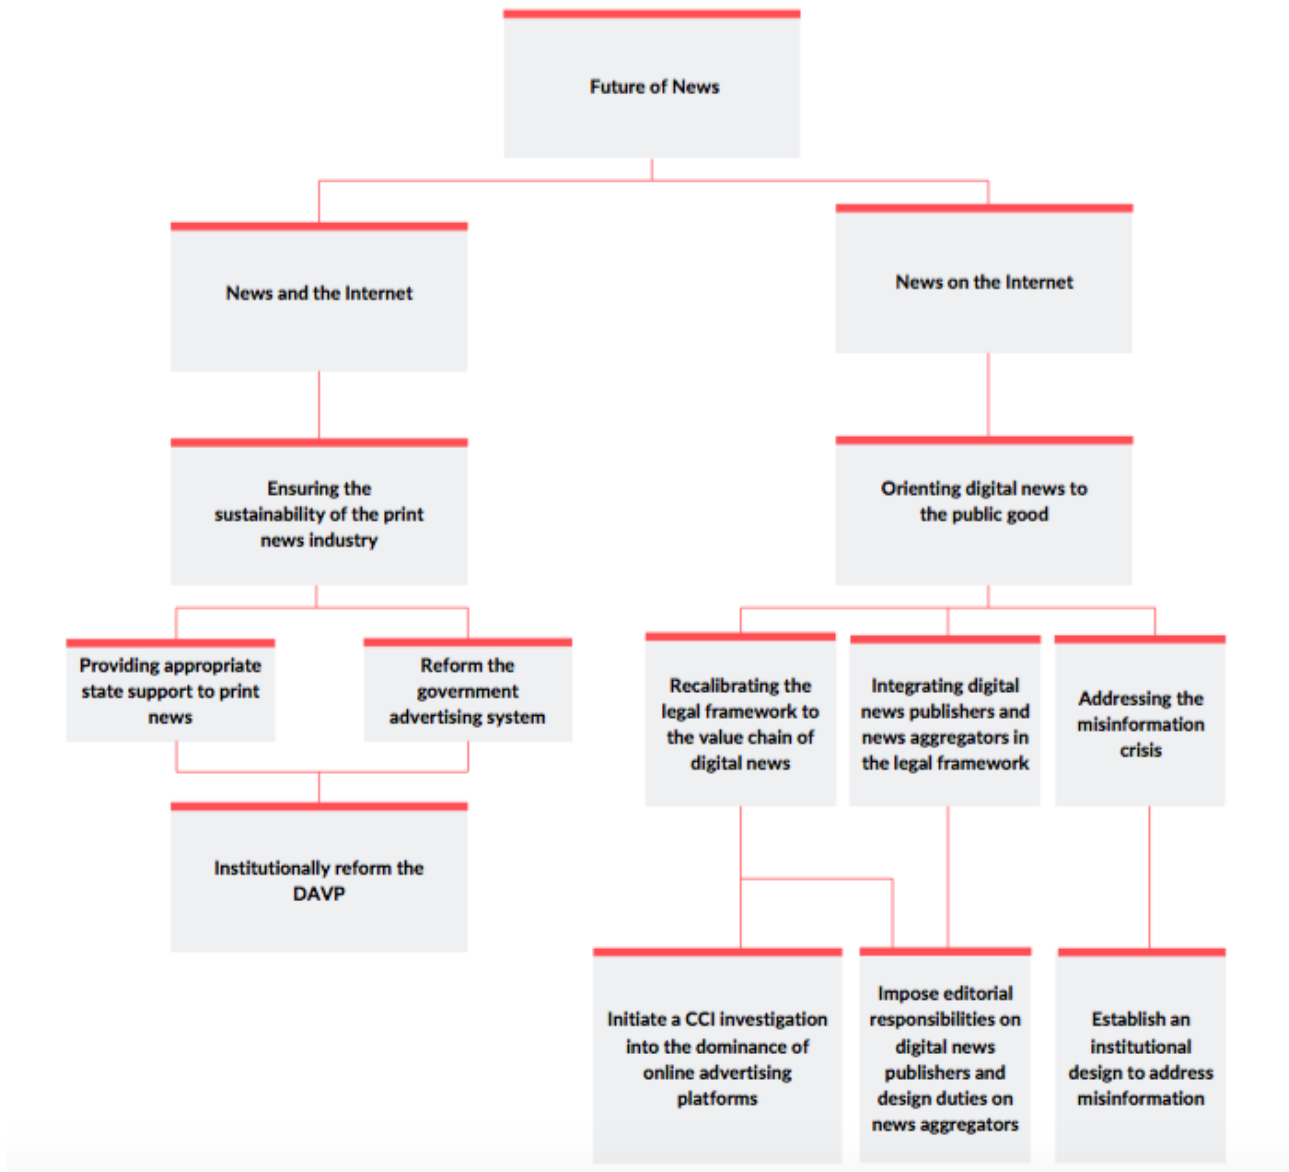 Future of News
News and the Internet
News on the Internet
Ensuring the
sustainability of the print
news industry
Orienting digital news to
the public good
Providing appropriate
state support to print
news
Reform the
government
advertising system
Recalibrating the
legal framework to
the value chain of
digital news
Integrating digital
news publishers and
news aggregators in
the legal framework
Addressing the
misinformation
crisis
Institutionally reform the
DAVP
Initiate a CCI investigation
into the dominance of
online advertising
platforms
Impose editorial
responsibilities on
digital news
publishers and
design duties on
news aggregators
Establish an
institutional
design to address
misinformation